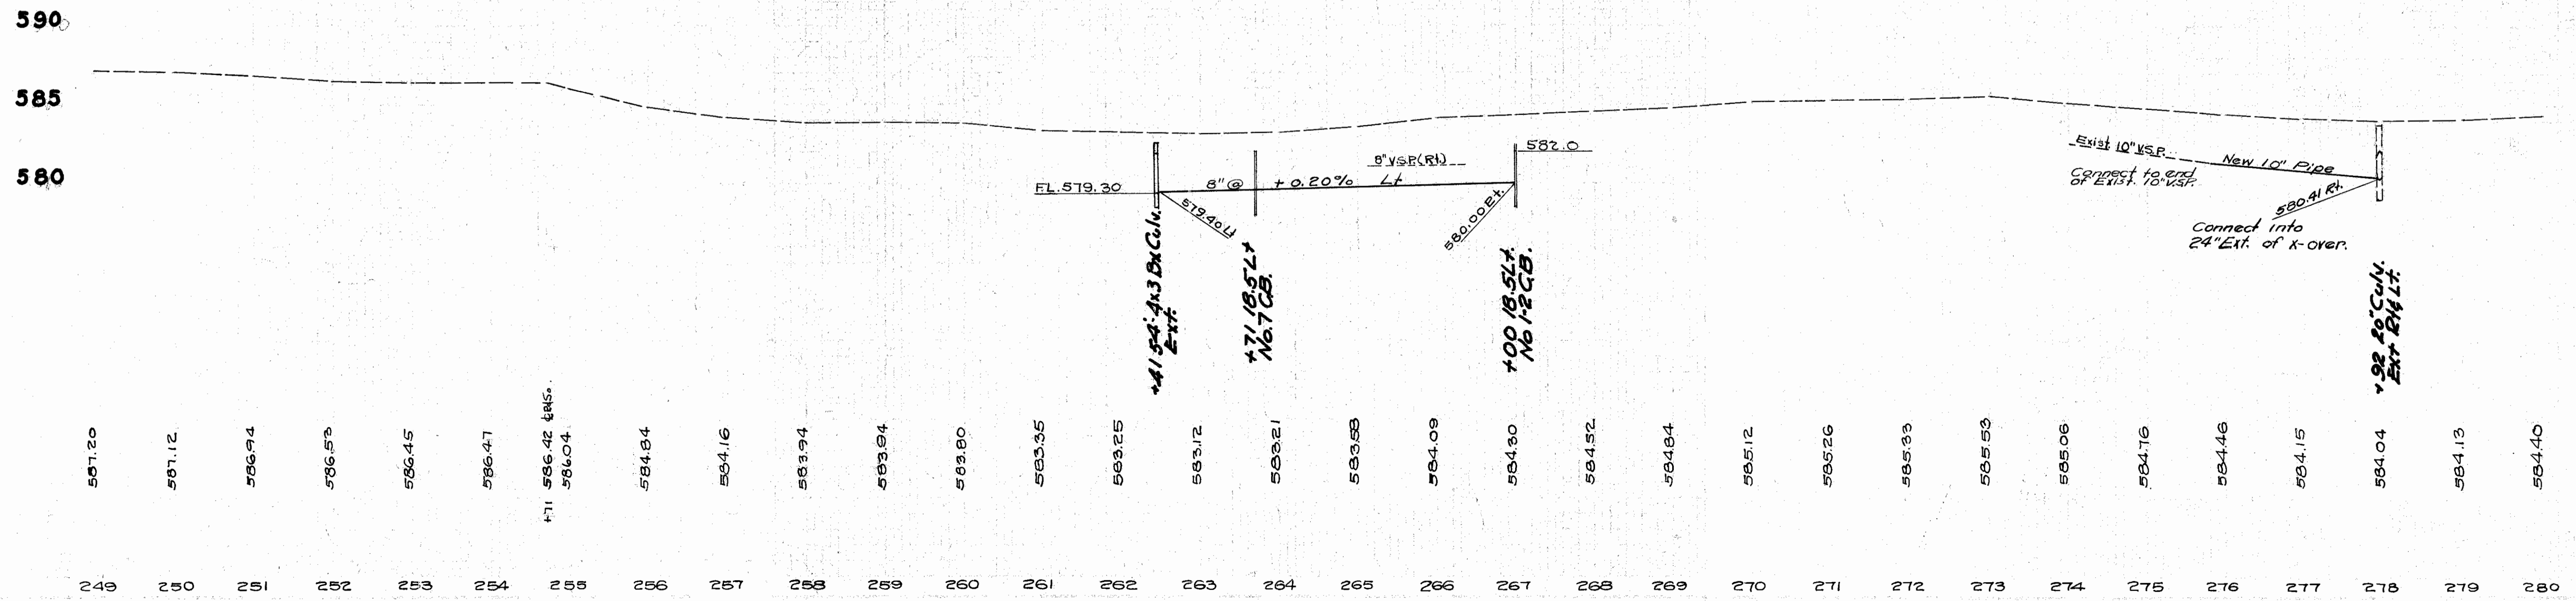 590
585
580
Exist 10" V.S.P.
New 10" Pipe
Connect to end
of Exist. 10" V.S.P.
580.41 Rt.
Connect into
24" Ext. of x-over.
582.0
8" V.S.P. (Rt.)
F.L. 579.30
8" @ + 0.20% Lt
579.40 Lt
580.00 Rt.
+41 54'-4x3 Bx Culv.
Ext.
+71 18.5 Lt
No. 7 C.B.
+00 18.5 Lt.
No 1-2 C.B.
+92 20" Culv.
Ext Rt & Lt.
587.20
587.12
586.94
586.53
586.45
586.47
+71 586.42
586.04
584.84
584.16
583.94
583.94
583.80
583.35
583.25
583.12
583.21
583.58
584.09
584.30
584.52
584.84
585.12
585.26
585.33
585.53
585.06
584.76
584.46
584.15
584.04
584.13
584.40
249 250 251 252 253 254 255 256 257 258 259 260 261 262 263 264 265 266 267 268 269 270 271 272 273 274 275 276 277 278 279 280